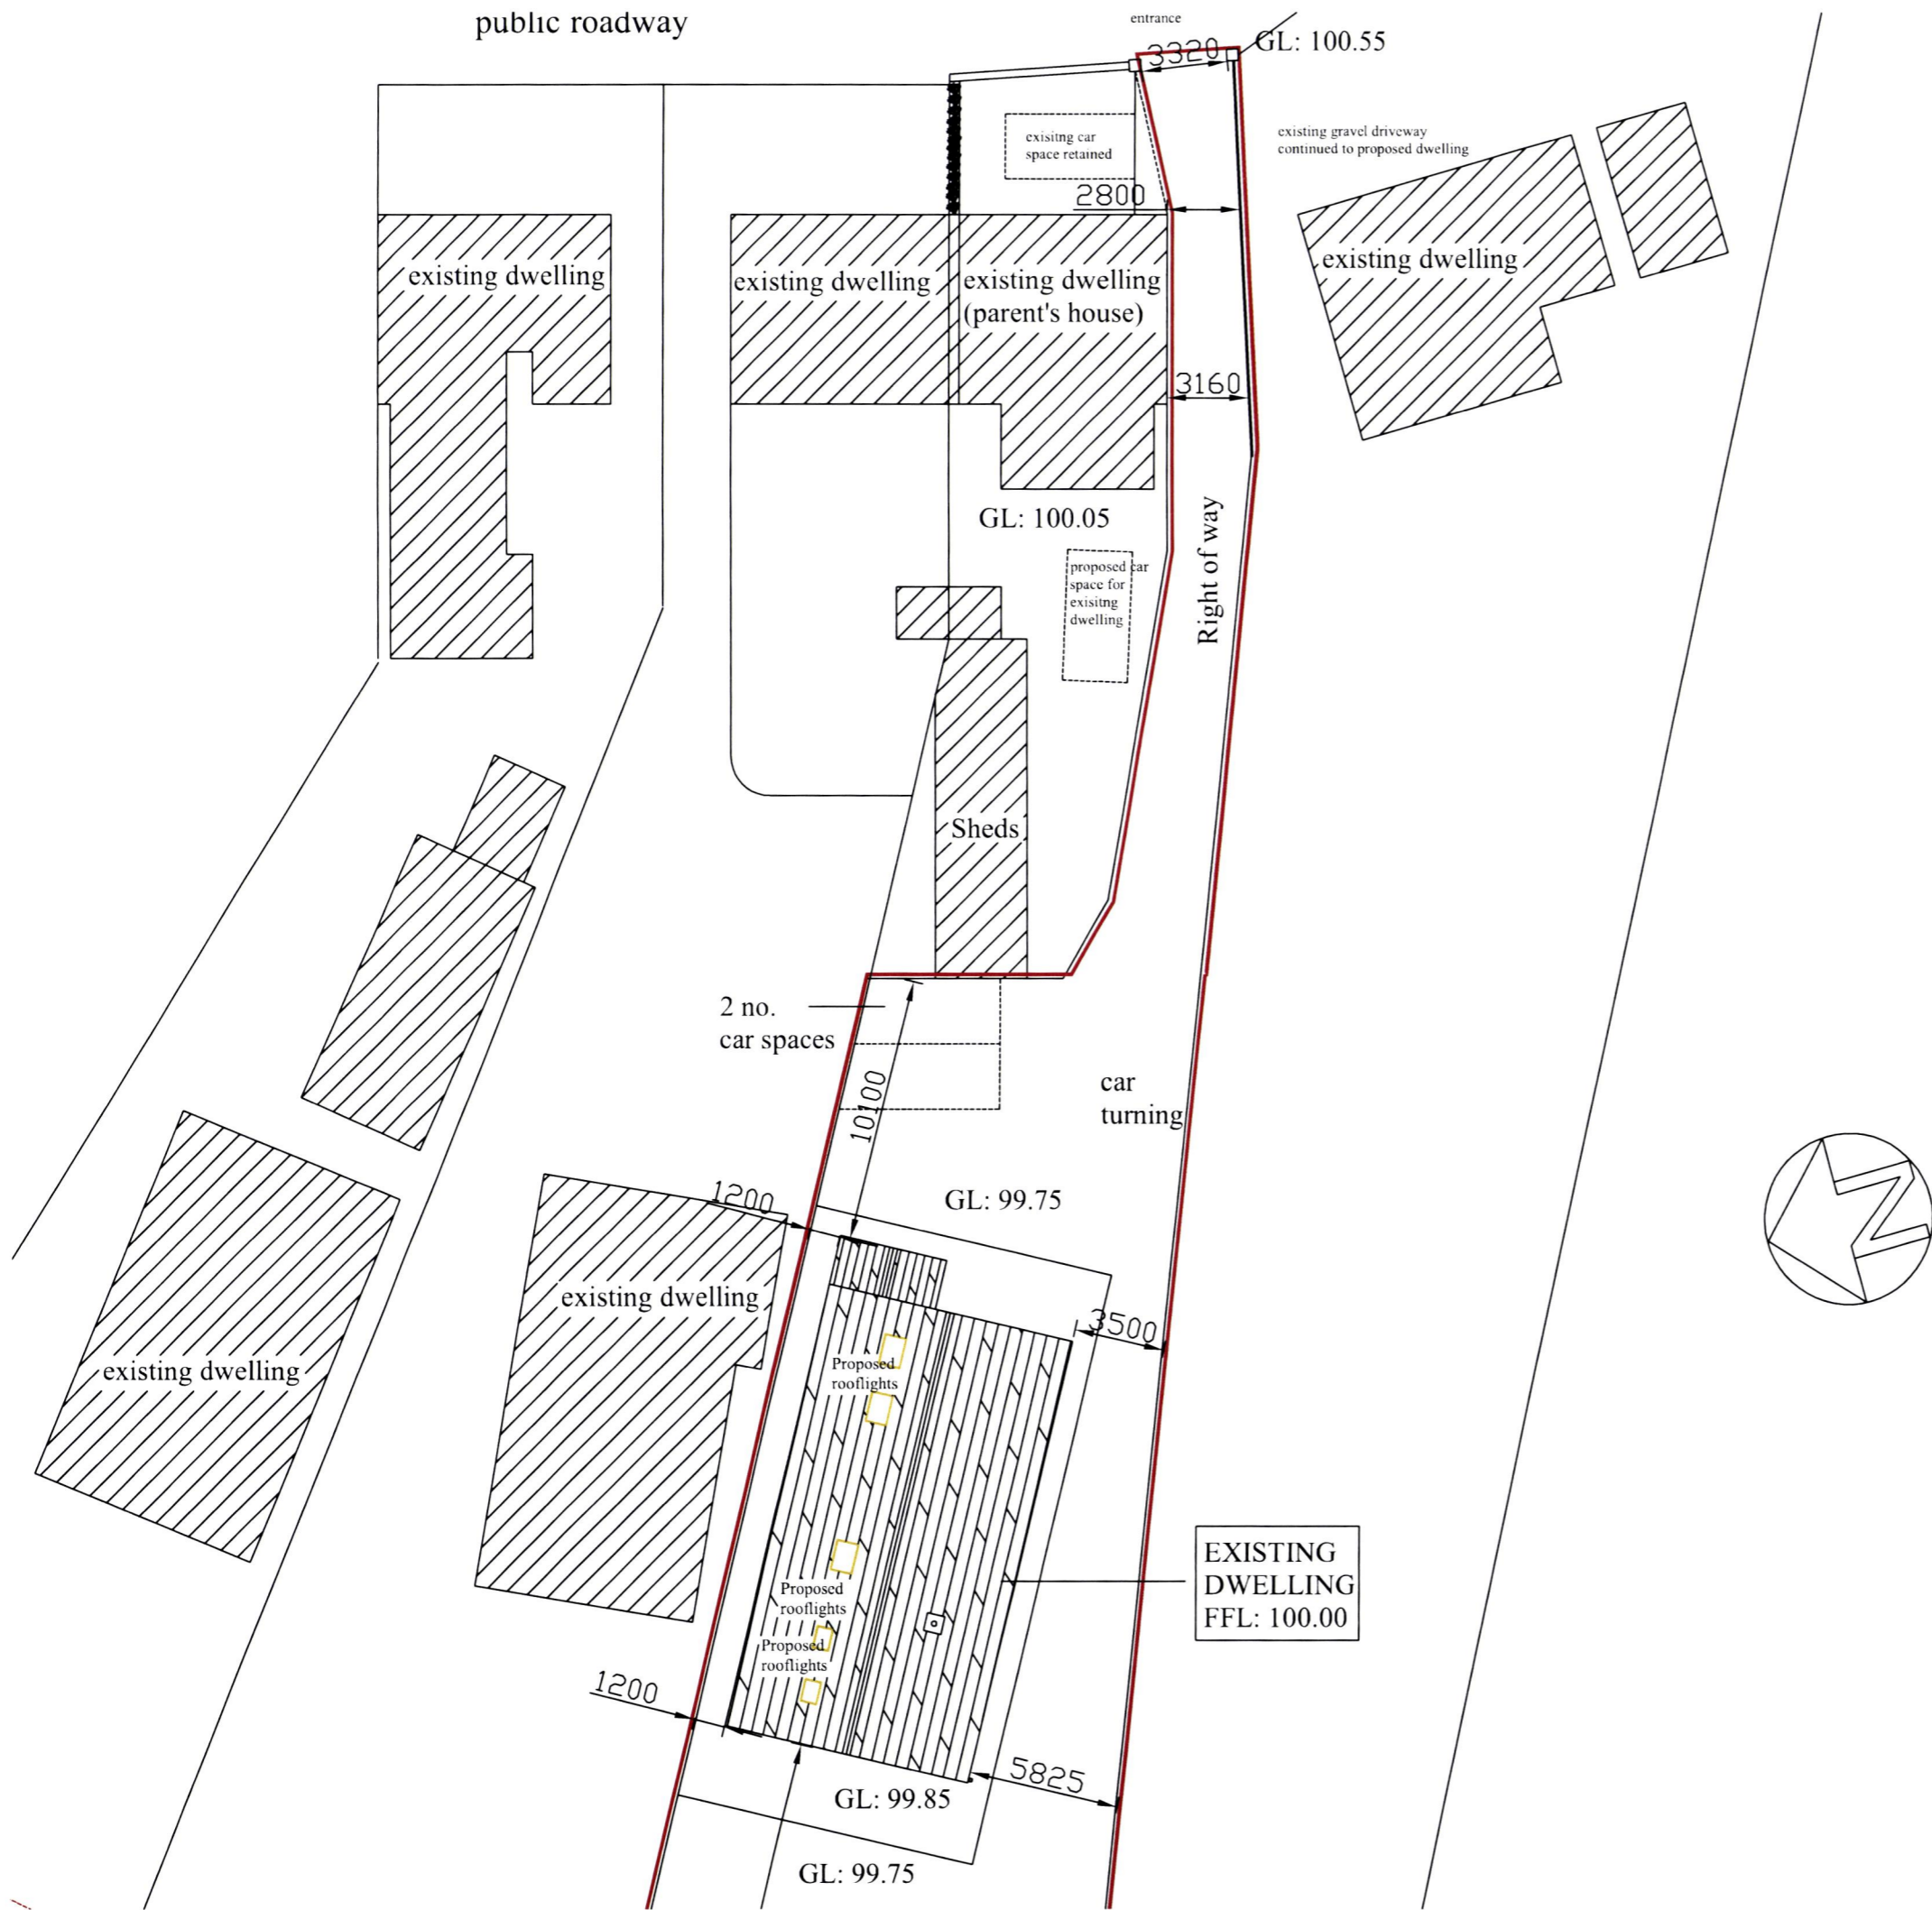 public roadway
entrance
3320
GL: 100.55
exisitng car
space retained
existing gravel driveway
continued to proposed dwelling
2800
existing dwelling
existing dwelling
existing dwelling
(parent's house)
existing dwelling
3160
GL: 100.05
Right of way
proposed car
space for
exisitng
dwelling
Sheds
2 no.
car spaces
10100
car
turning
1200
GL: 99.75
N
existing dwelling
existing dwelling
3500
Proposed
rooflights
EXISTING
DWELLING
FFL: 100.00
Proposed
rooflights
Proposed
rooflights
1200
5825
GL: 99.85
GL: 99.75